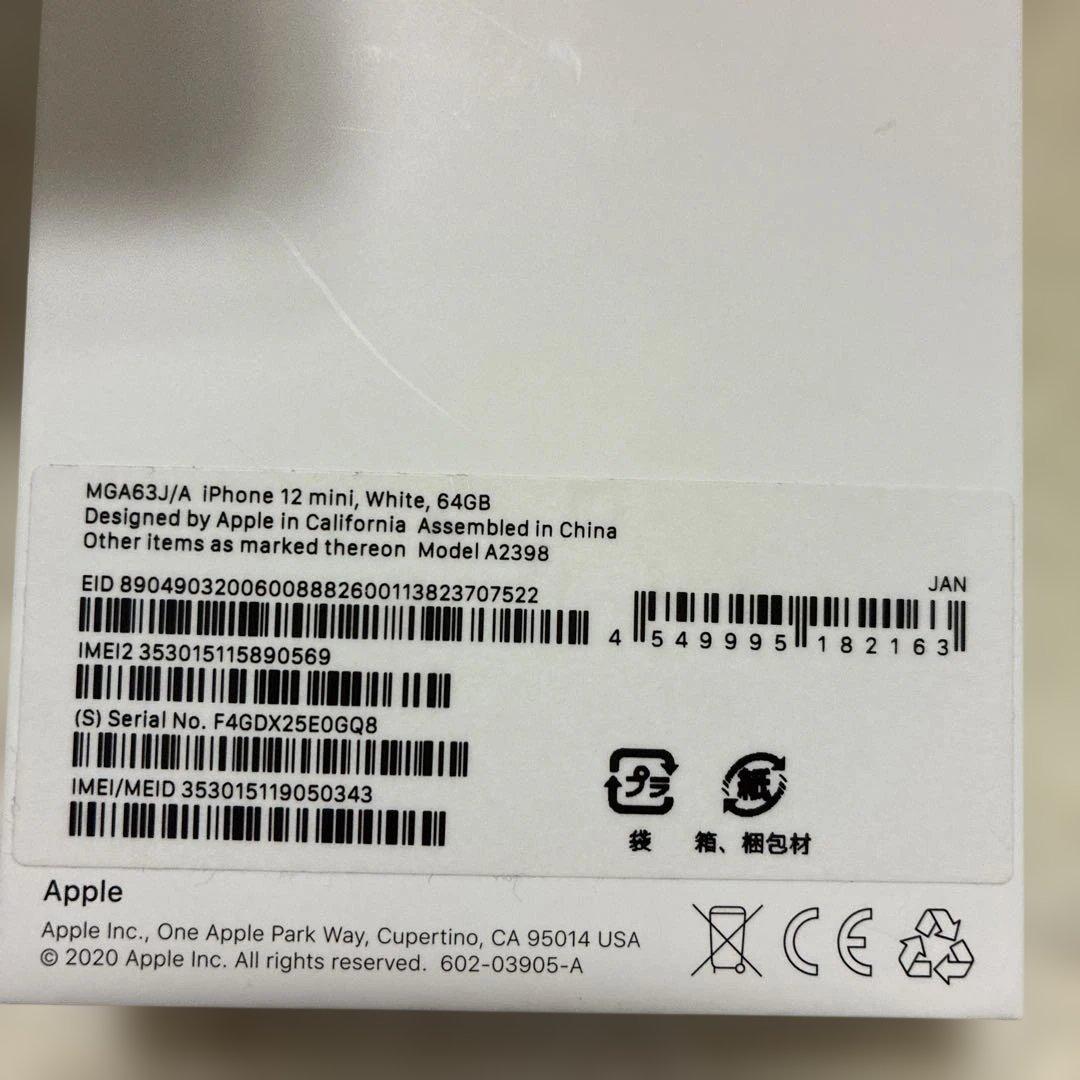 MGA63J/A iPhone 12 mini, White, 64GB
Designed by Apple in California Assembled in China
Other items as marked thereon Model A2398
EID 89049032006008882600113823707522
JAN
4 549995 182163
IMEI2 353015115890569
(S) Serial No. F4GDX25E0GQ8
IMEI/MEID 353015119050343
プラ
紙
袋
箱、梱包材
Apple
Apple Inc., One Apple Park Way, Cupertino, CA 95014 USA
© 2020 Apple Inc. All rights reserved. 602-03905-A
CE